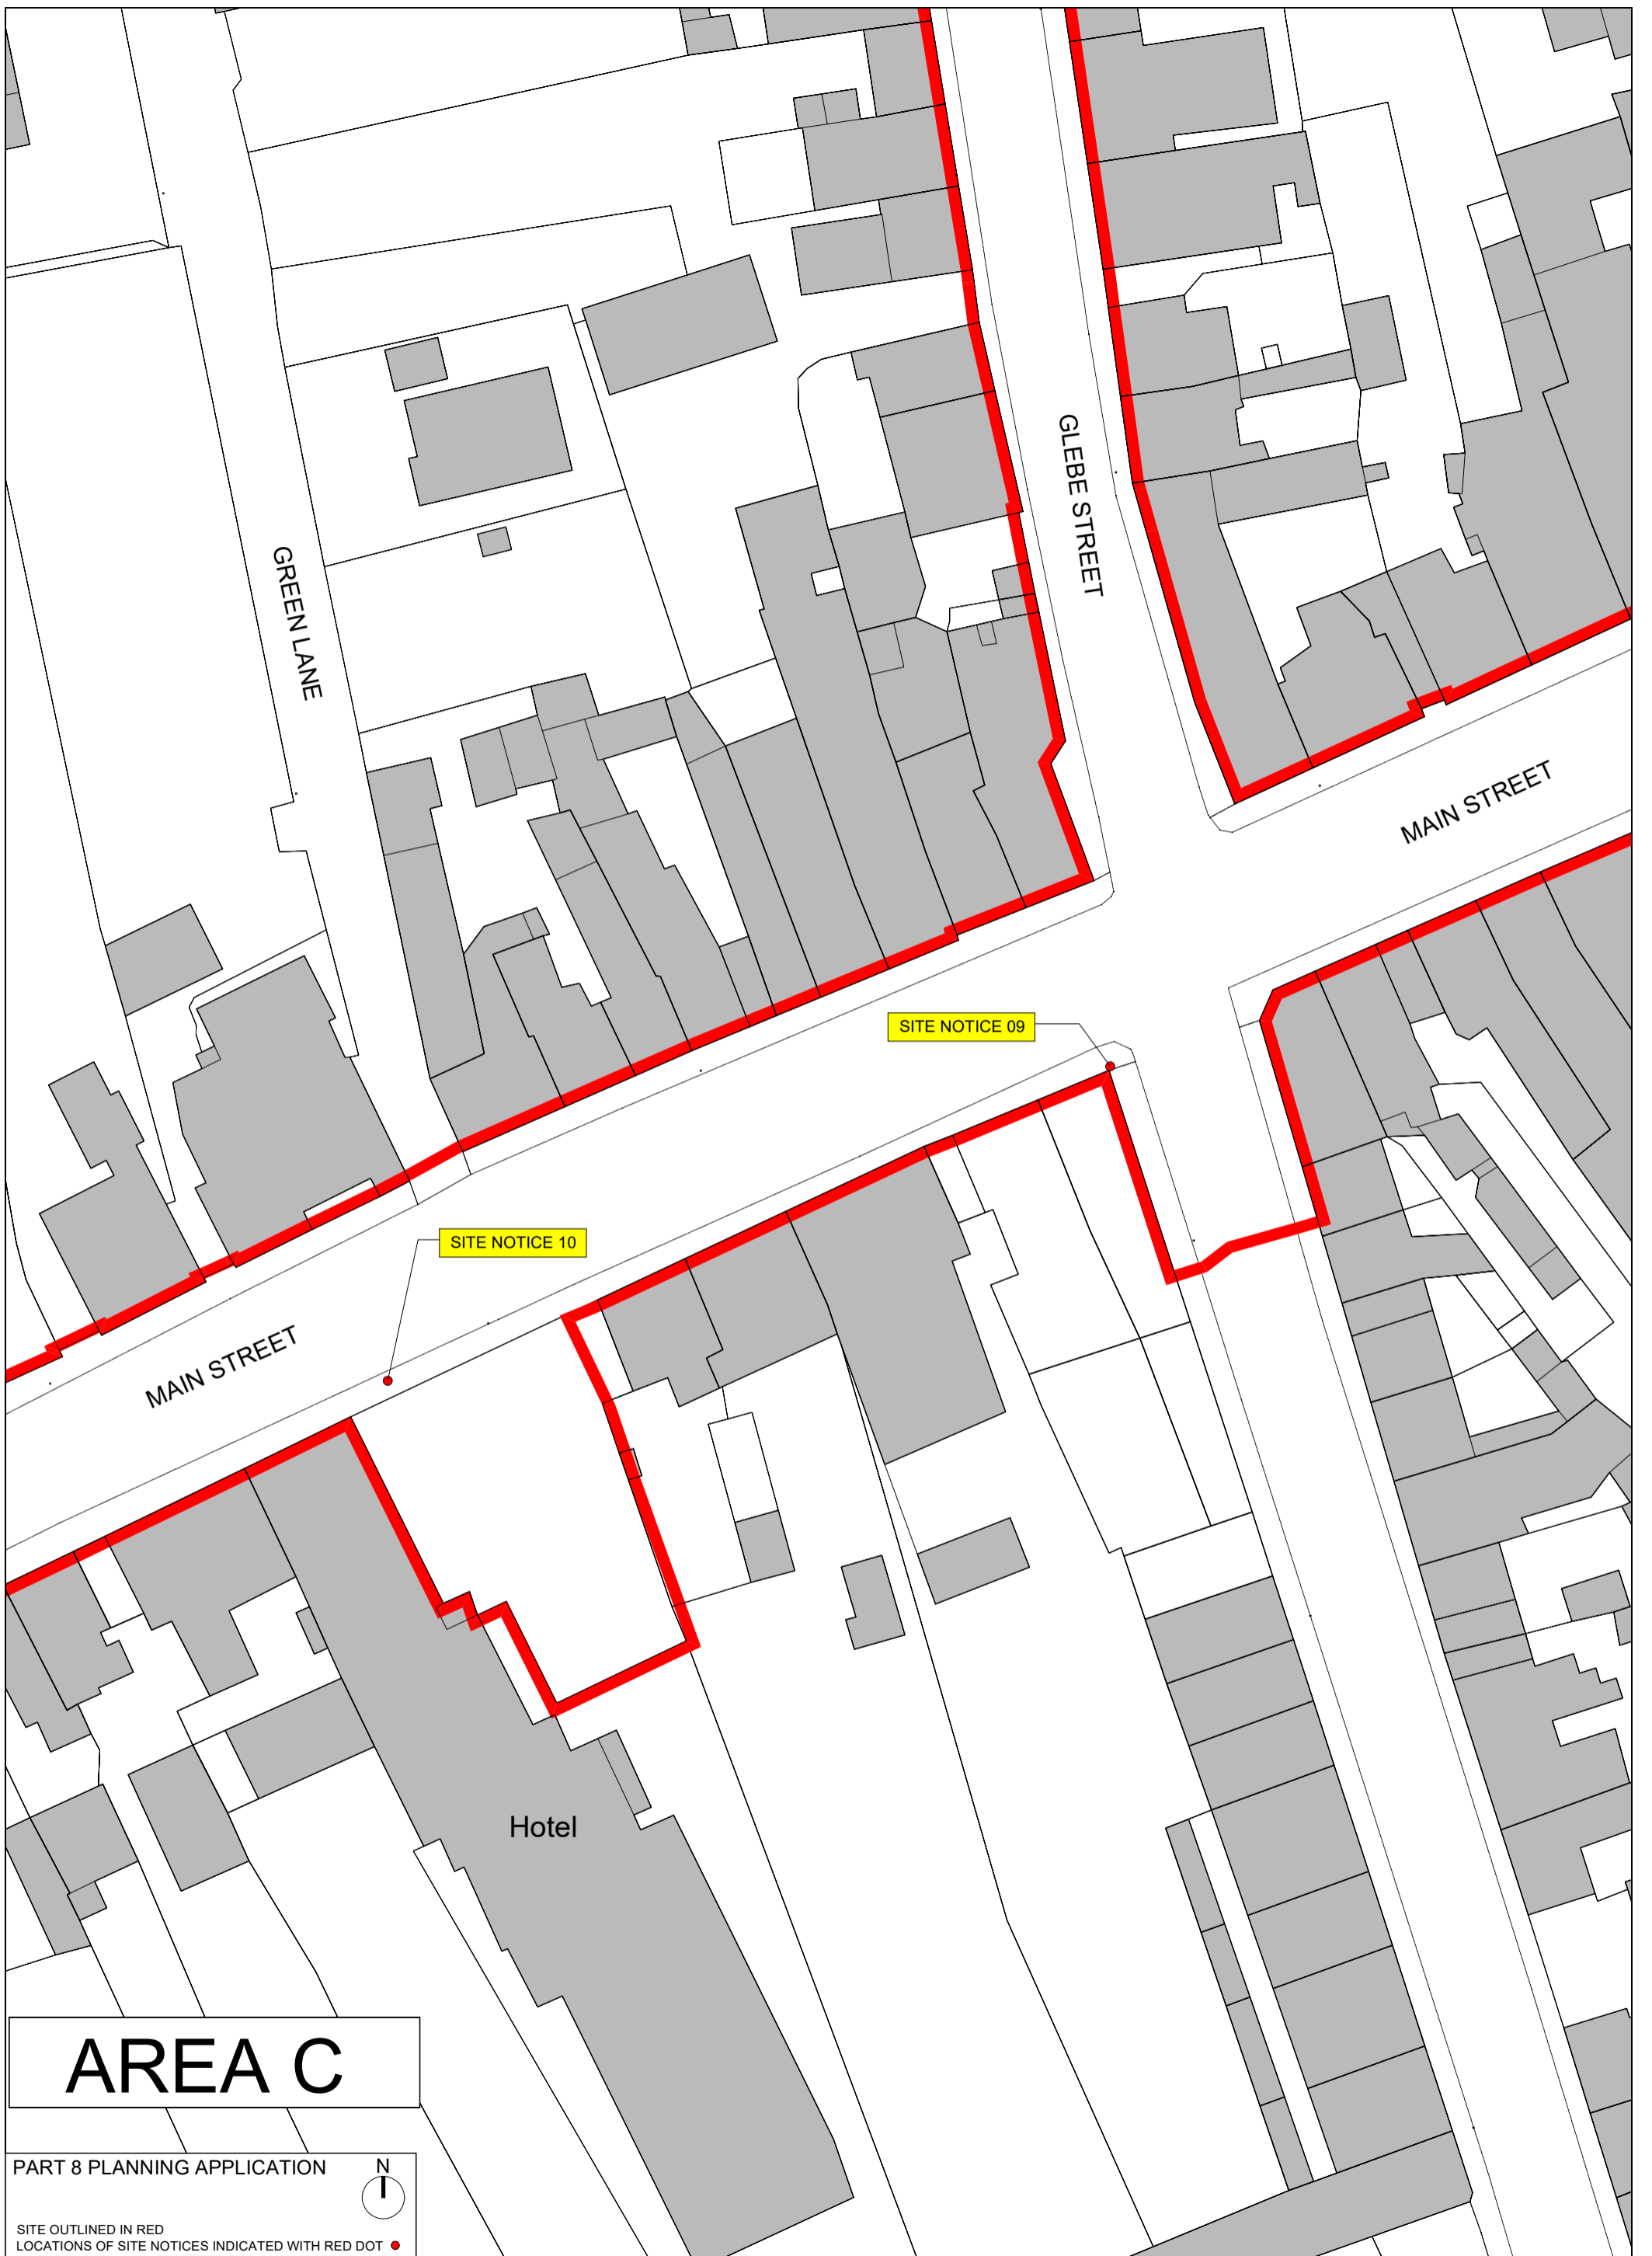 GLEBE STREET
GREEN LANE
MAIN STREET
SITE NOTICE 09
SITE NOTICE 10
MAIN STREET
Hotel
AREA C
PART 8 PLANNING APPLICATION
N
SITE OUTLINED IN RED
LOCATIONS OF SITE NOTICES INDICATED WITH RED DOT